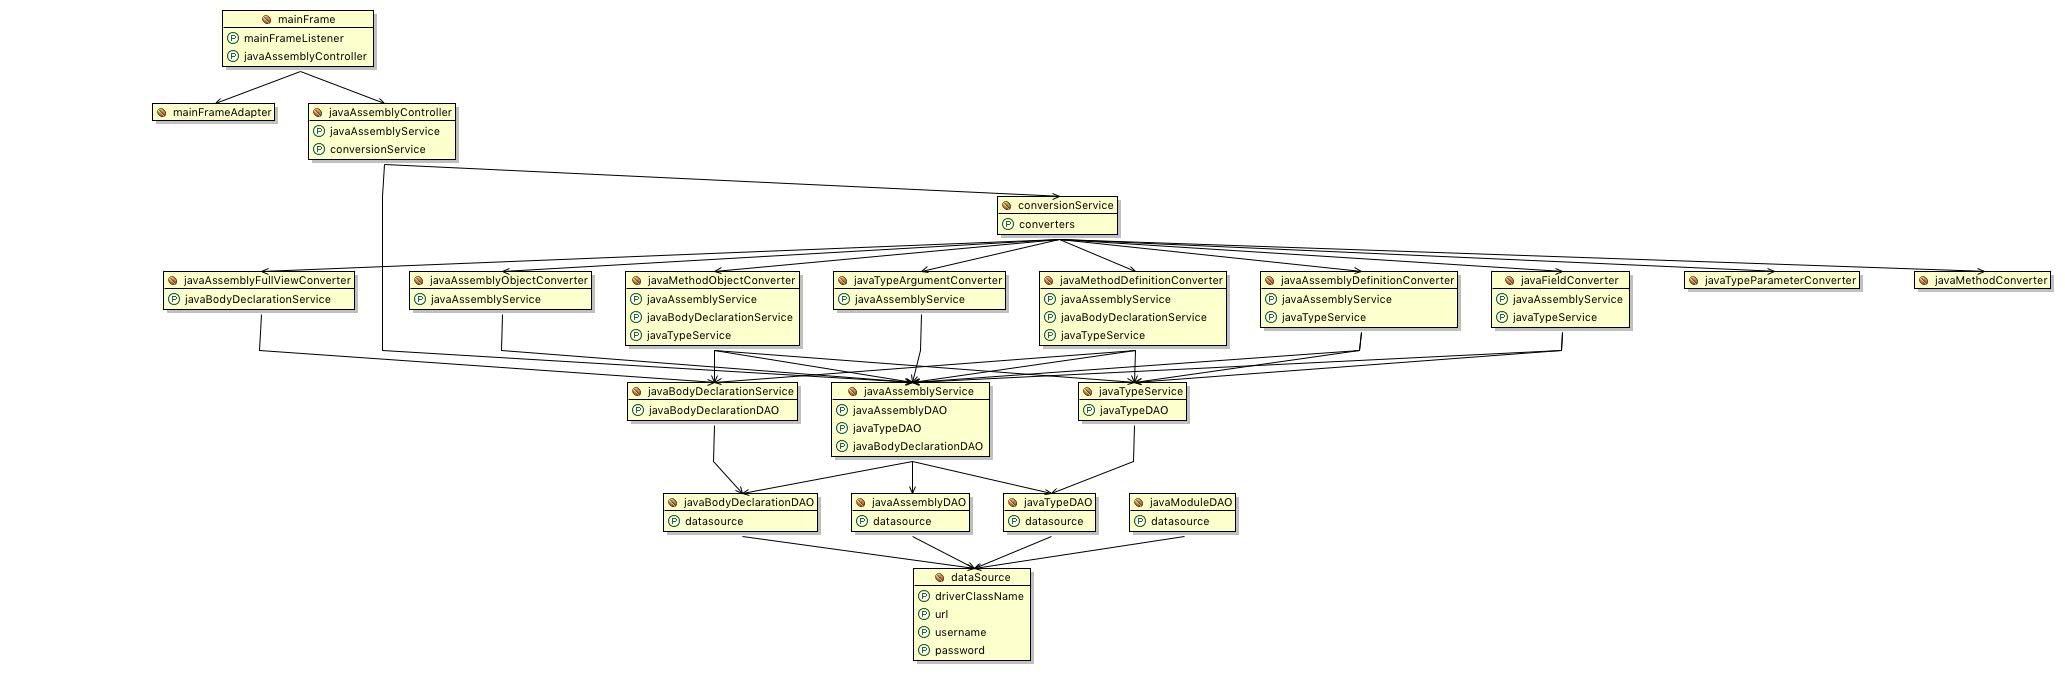 mainFrame
mainFrameListener
javaAssemblyController
mainFrameAdapter
javaAssemblyController
javaAssemblyService
conversionService
conversionService
converters
javaAssemblyFullViewConverter
javaBodyDeclarationService
javaAssemblyObjectConverter
javaAssemblyService
javaMethodObjectConverter
javaAssemblyService
javaBodyDeclarationService
javaTypeService
javaTypeArgumentConverter
javaAssemblyService
javaMethodDefinitionConverter
javaAssemblyService
javaBodyDeclarationService
javaTypeService
javaAssemblyDefinitionConverter
javaAssemblyService
javaTypeService
javaFieldConverter
javaAssemblyService
javaTypeService
javaTypeParameterConverter
javaMethodConverter
javaBodyDeclarationService
javaBodyDeclarationDAO
javaAssemblyService
javaAssemblyDAO
javaTypeDAO
javaBodyDeclarationDAO
javaTypeService
javaTypeDAO
javaBodyDeclarationDAO
datasource
javaAssemblyDAO
datasource
javaTypeDAO
datasource
javaModuleDAO
datasource
dataSource
driverClassName
url
username
password